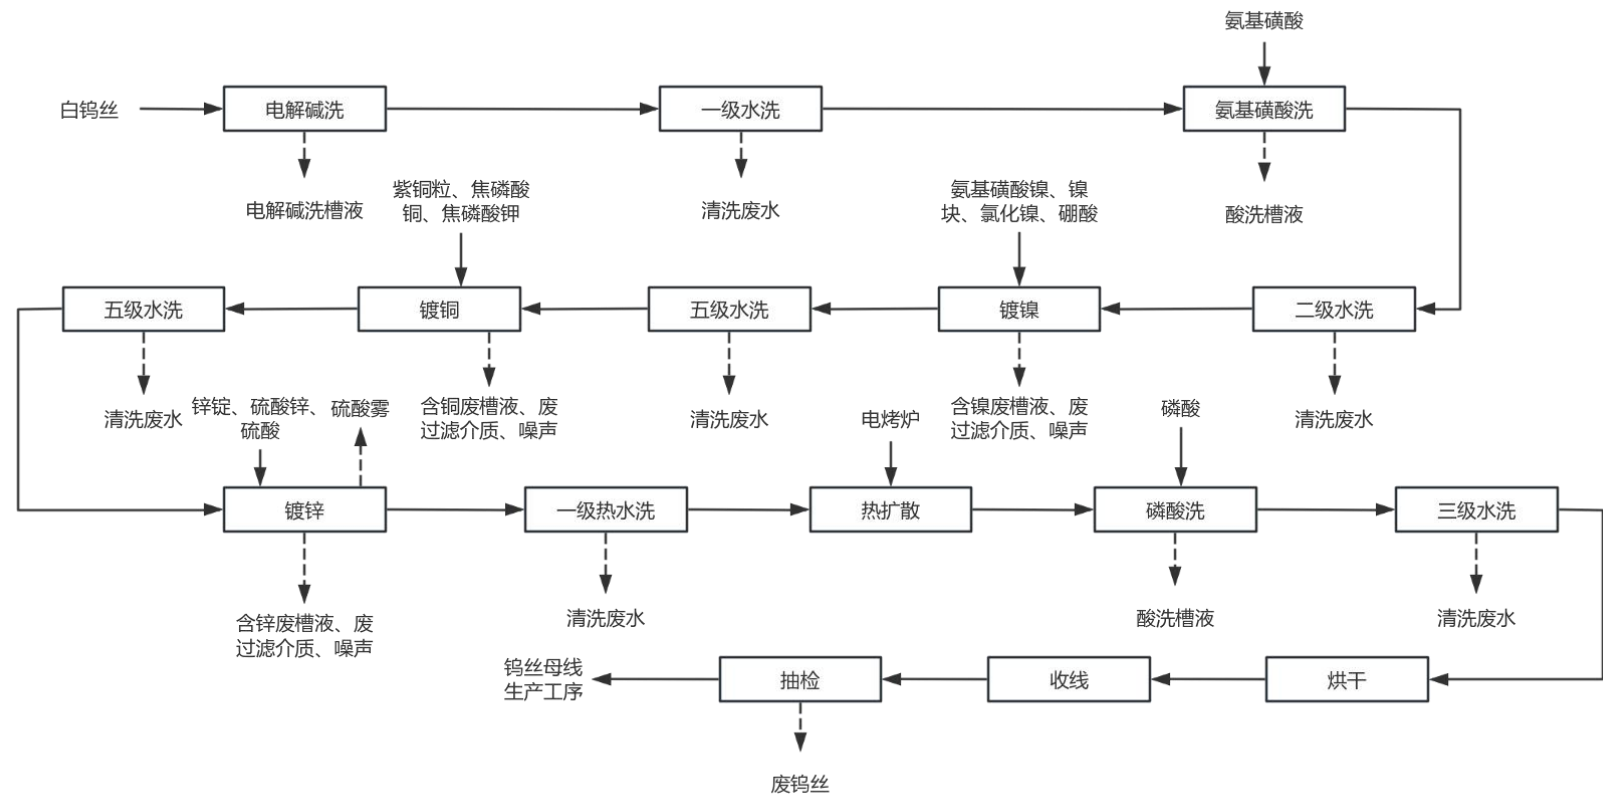 氨基磺酸
白钨丝
电解碱洗
一级水洗
氨基磺酸洗
电解碱洗槽液
清洗废水
酸洗槽液
紫铜粒、焦磷酸
铜、焦磷酸钾
氨基磺酸镍、镍
块、氯化镍、硼酸
五级水洗
镀铜
五级水洗
镀镍
二级水洗
清洗废水
含铜废槽液、废
过滤介质、噪声
清洗废水
含镍废槽液、废
过滤介质、噪声
清洗废水
锌锭、硫酸锌、
硫酸
硫酸雾
电烤炉
磷酸
镀锌
一级热水洗
热扩散
磷酸洗
三级水洗
含锌废槽液、废
过滤介质、噪声
清洗废水
酸洗槽液
清洗废水
钨丝母线
生产工序
抽检
收线
烘干
废钨丝